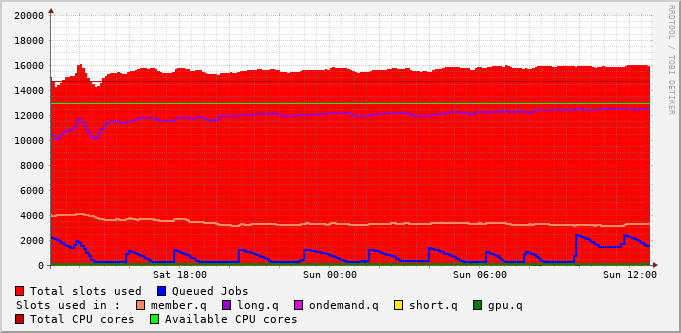 20000
18000
16000
14000
12000
10000
8000
6000
4000
2000
0
Sat 18:00 Sun 00:00 Sun 06:00 Sun 12:00
Total slots used Queued Jobs
Slots used in : member.q long.q ondemand.q short.q gpu.q
Total CPU cores Available CPU cores
RRDTOOL / TOBI OETIKER